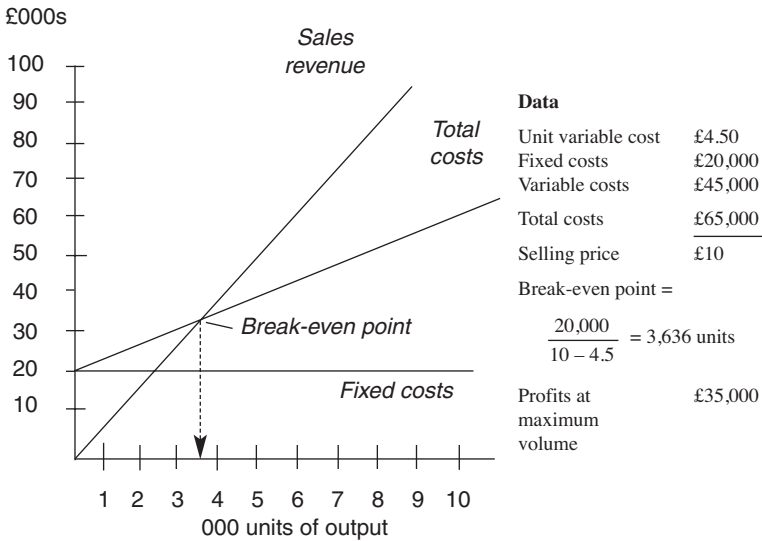 £000s
Sales
revenue
Total
costs
100
90
80
70
60
50
40
30
20
10
Break-even point
Fixed costs
1 2 3 4 5 6 7 8 9 10
000 units of output
Data
Unit variable cost £4.50
Fixed costs £20,000
Variable costs £45,000
Total costs £65,000
Selling price £10
Break-even point =
20,000
10 – 4.5
= 3,636 units
Profits at £35,000
maximum
volume